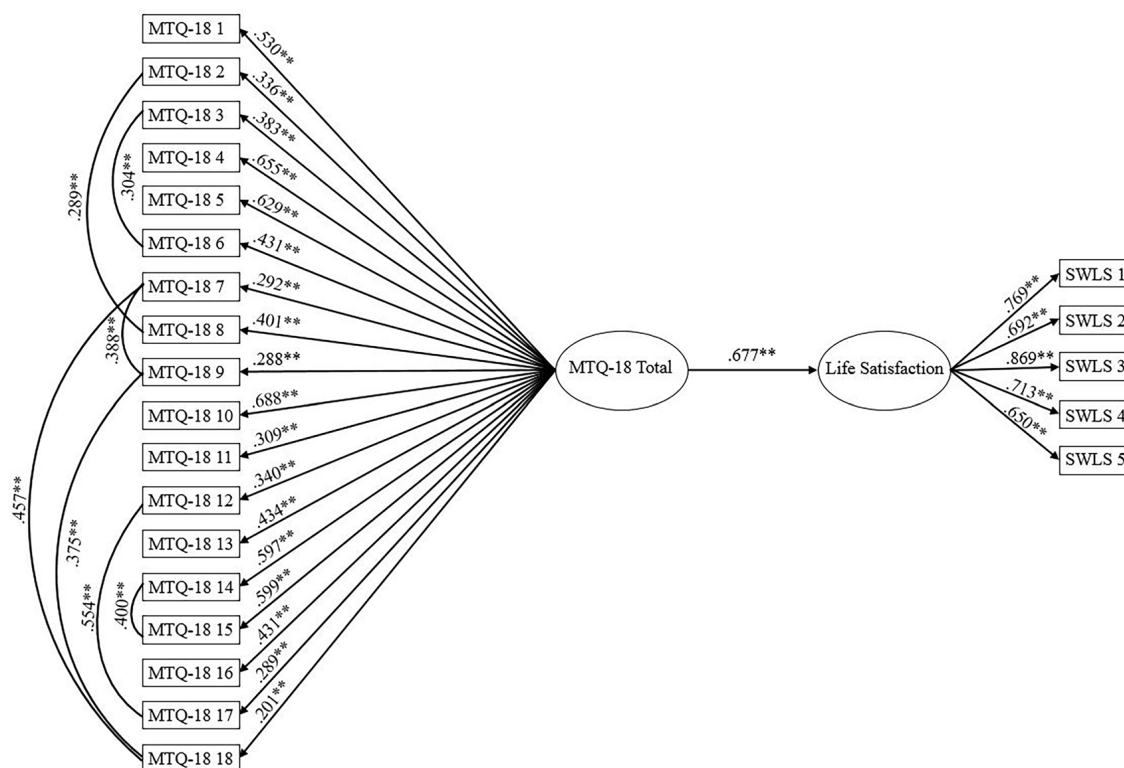 MTQ-18 1
MTQ-18 2
MTQ-18 3
MTQ-18 4
MTQ-18 5
MTQ-18 6
MTQ-18 7
MTQ-18 8
MTQ-18 9
MTQ-18 10
MTQ-18 11
MTQ-18 12
MTQ-18 13
MTQ-18 14
MTQ-18 15
MTQ-18 16
MTQ-18 17
MTQ-18 18
.289**
.304**
.388**
.457**
.375**
.554**
.400**
.530**
.336**
.383**
.655**
.629**
.431**
.292**
.401**
.288**
.688**
.309**
.340**
.434**
.597**
.599**
.431**
.289**
.201**
MTQ-18 Total
.677**
Life Satisfaction
.769**
.692**
.869**
.713**
.650**
SWLS 1
SWLS 2
SWLS 3
SWLS 4
SWLS 5